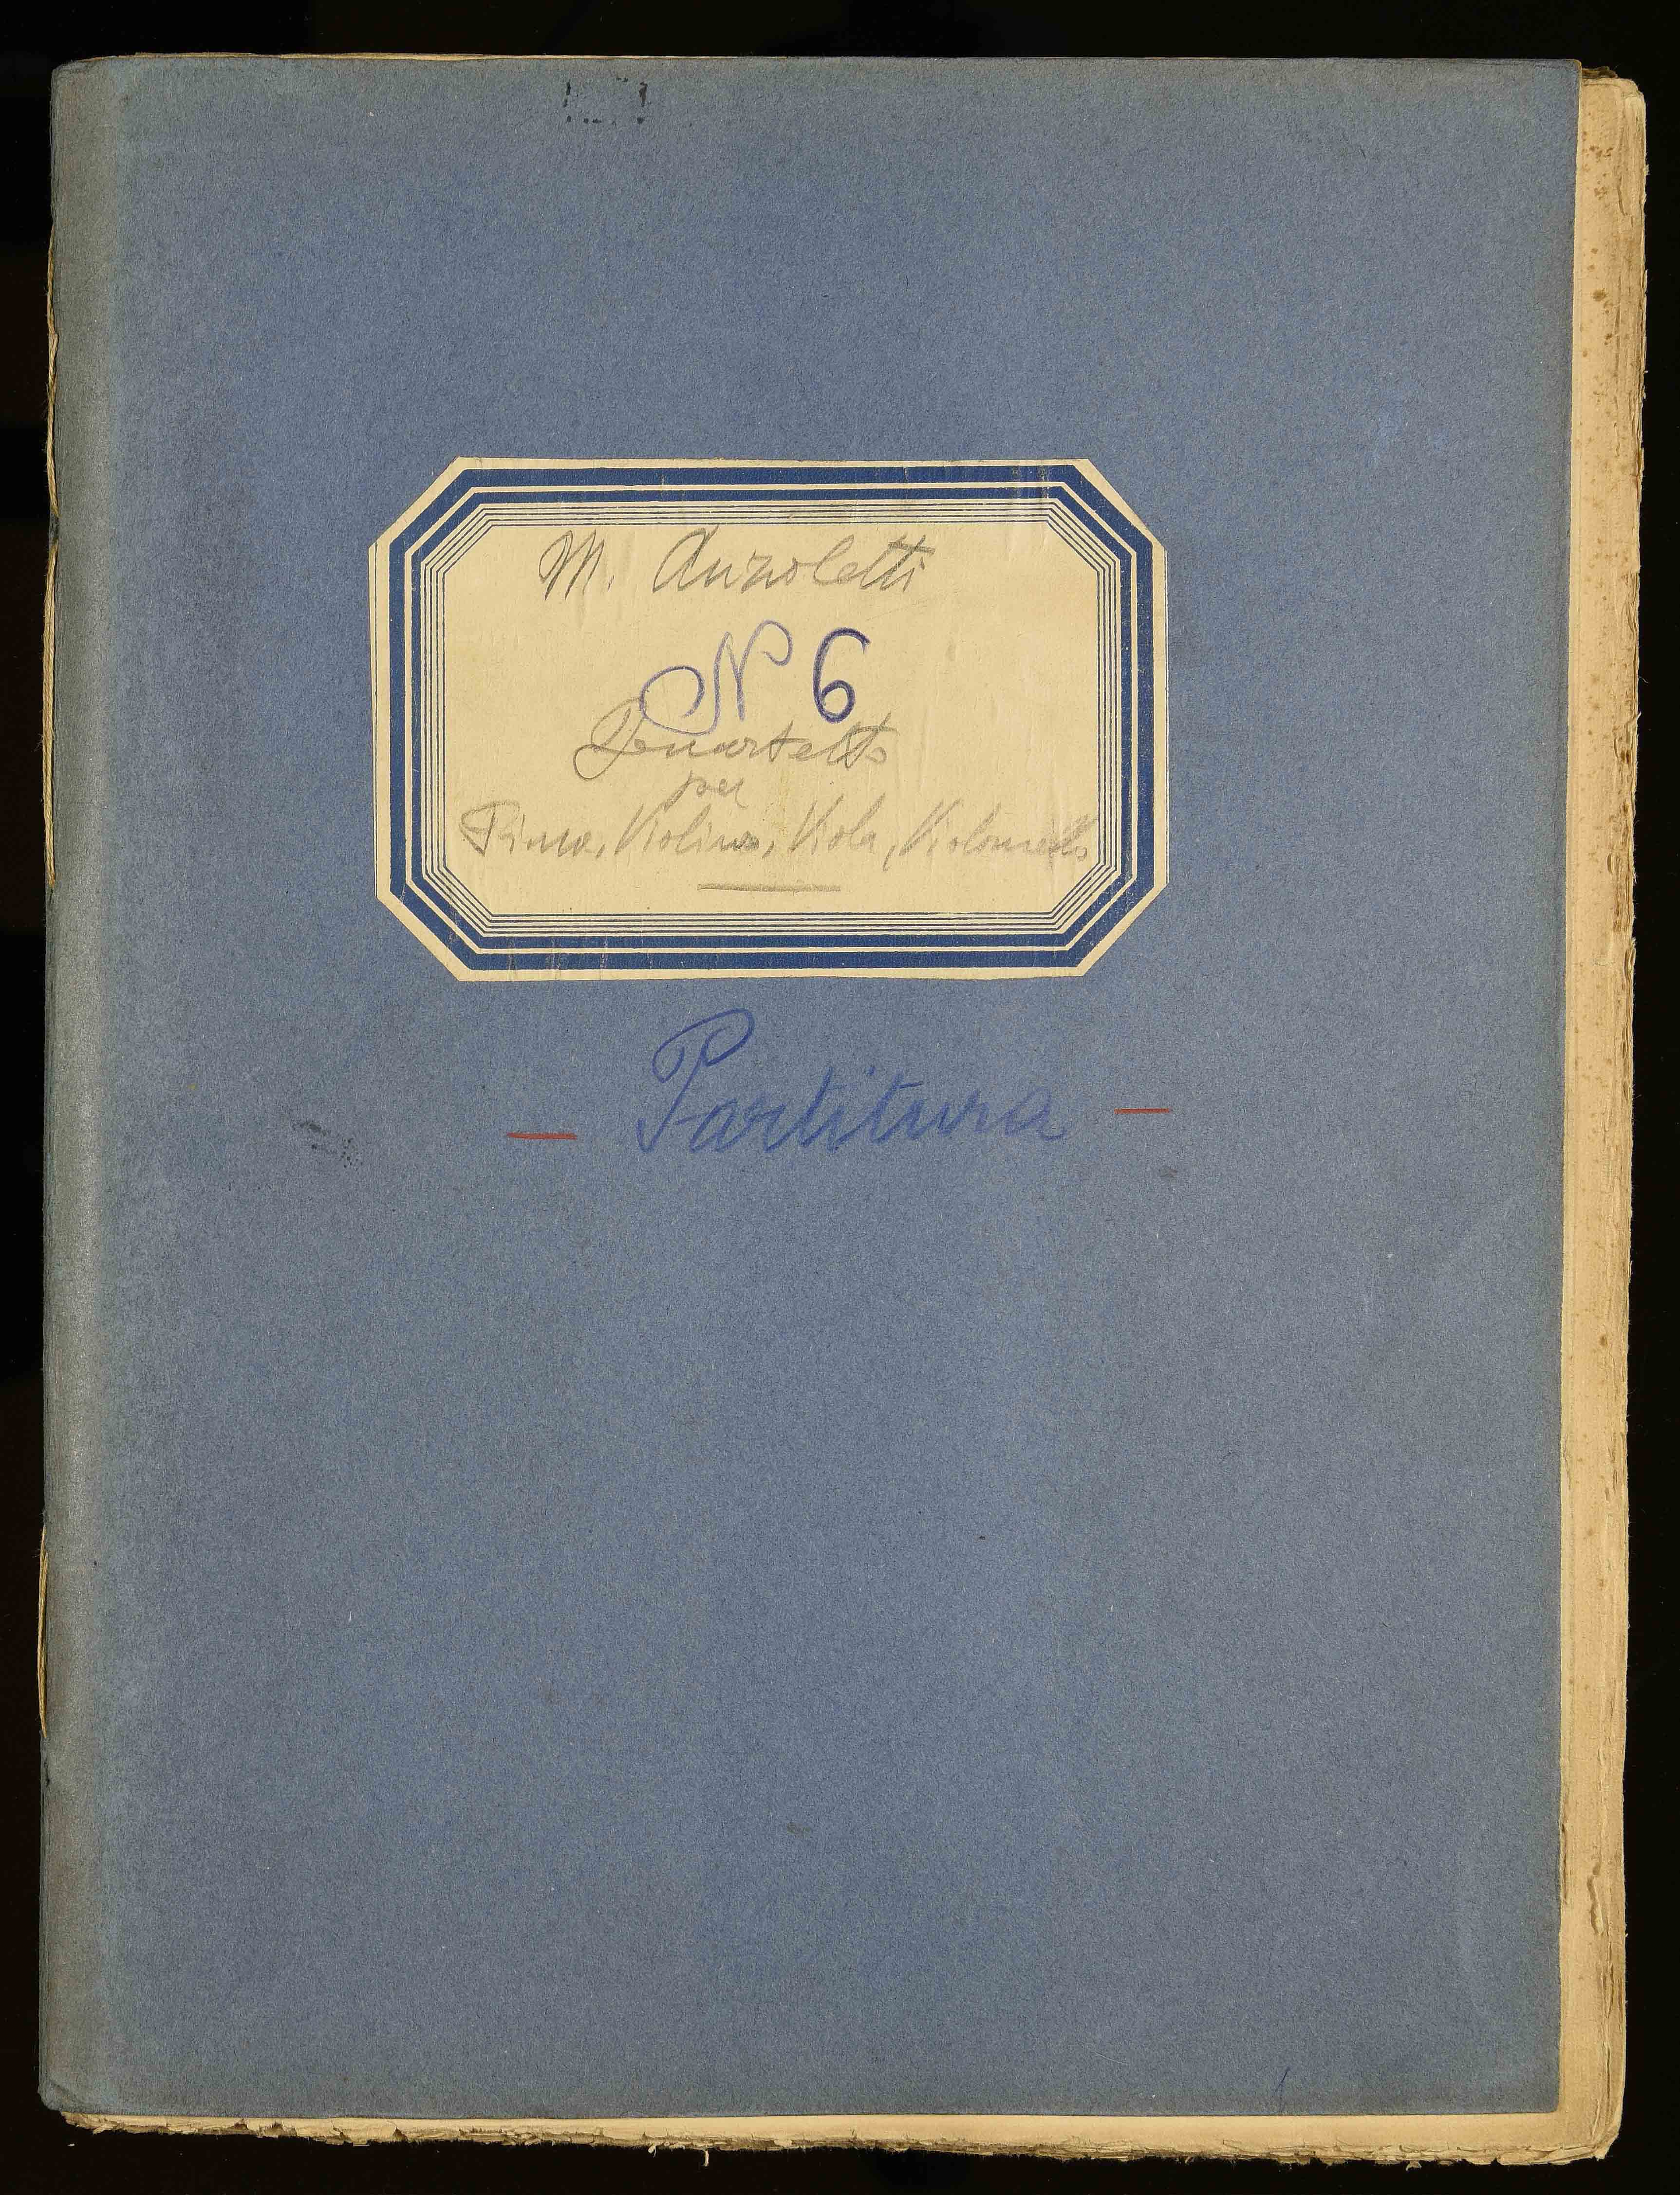 M. Anzoletti
N 6
Quartetto
per
Piano, Violino, Viola, Violoncello
— Partitura —